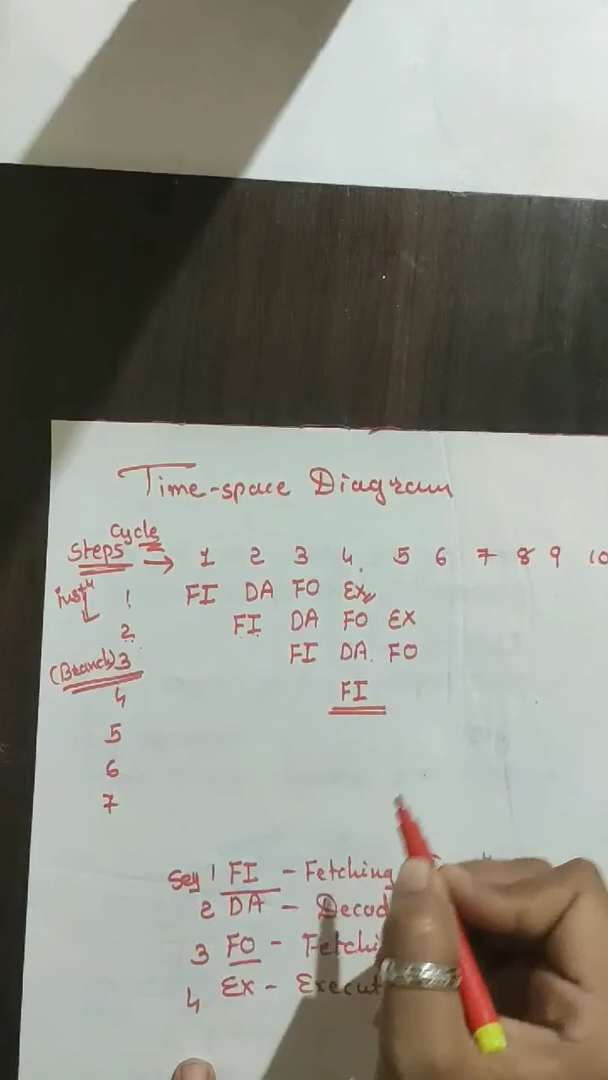 Time-space Diagram
Cycle
Steps → 1 2 3 4 5 6 7 8 9 10
1 FI DA FO EX
2 FI DA FO EX
(Branch) 3 FI DA FO
4 FI
5
6
7
Seg 1 FI - Fetching
2 DA - Decod
3 FO - Fetchi
4 EX - Execut